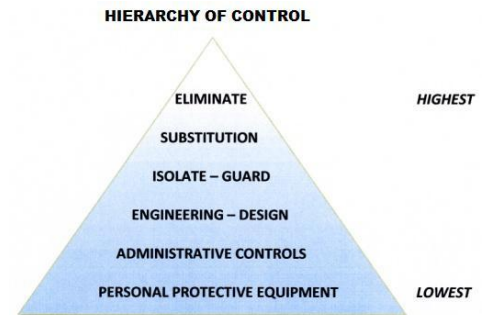 HIERARCHY OF CONTROL
ELIMINATE HIGHEST
SUBSTITUTION
ISOLATE – GUARD
ENGINEERING – DESIGN
ADMINISTRATIVE CONTROLS
PERSONAL PROTECTIVE EQUIPMENT LOWEST